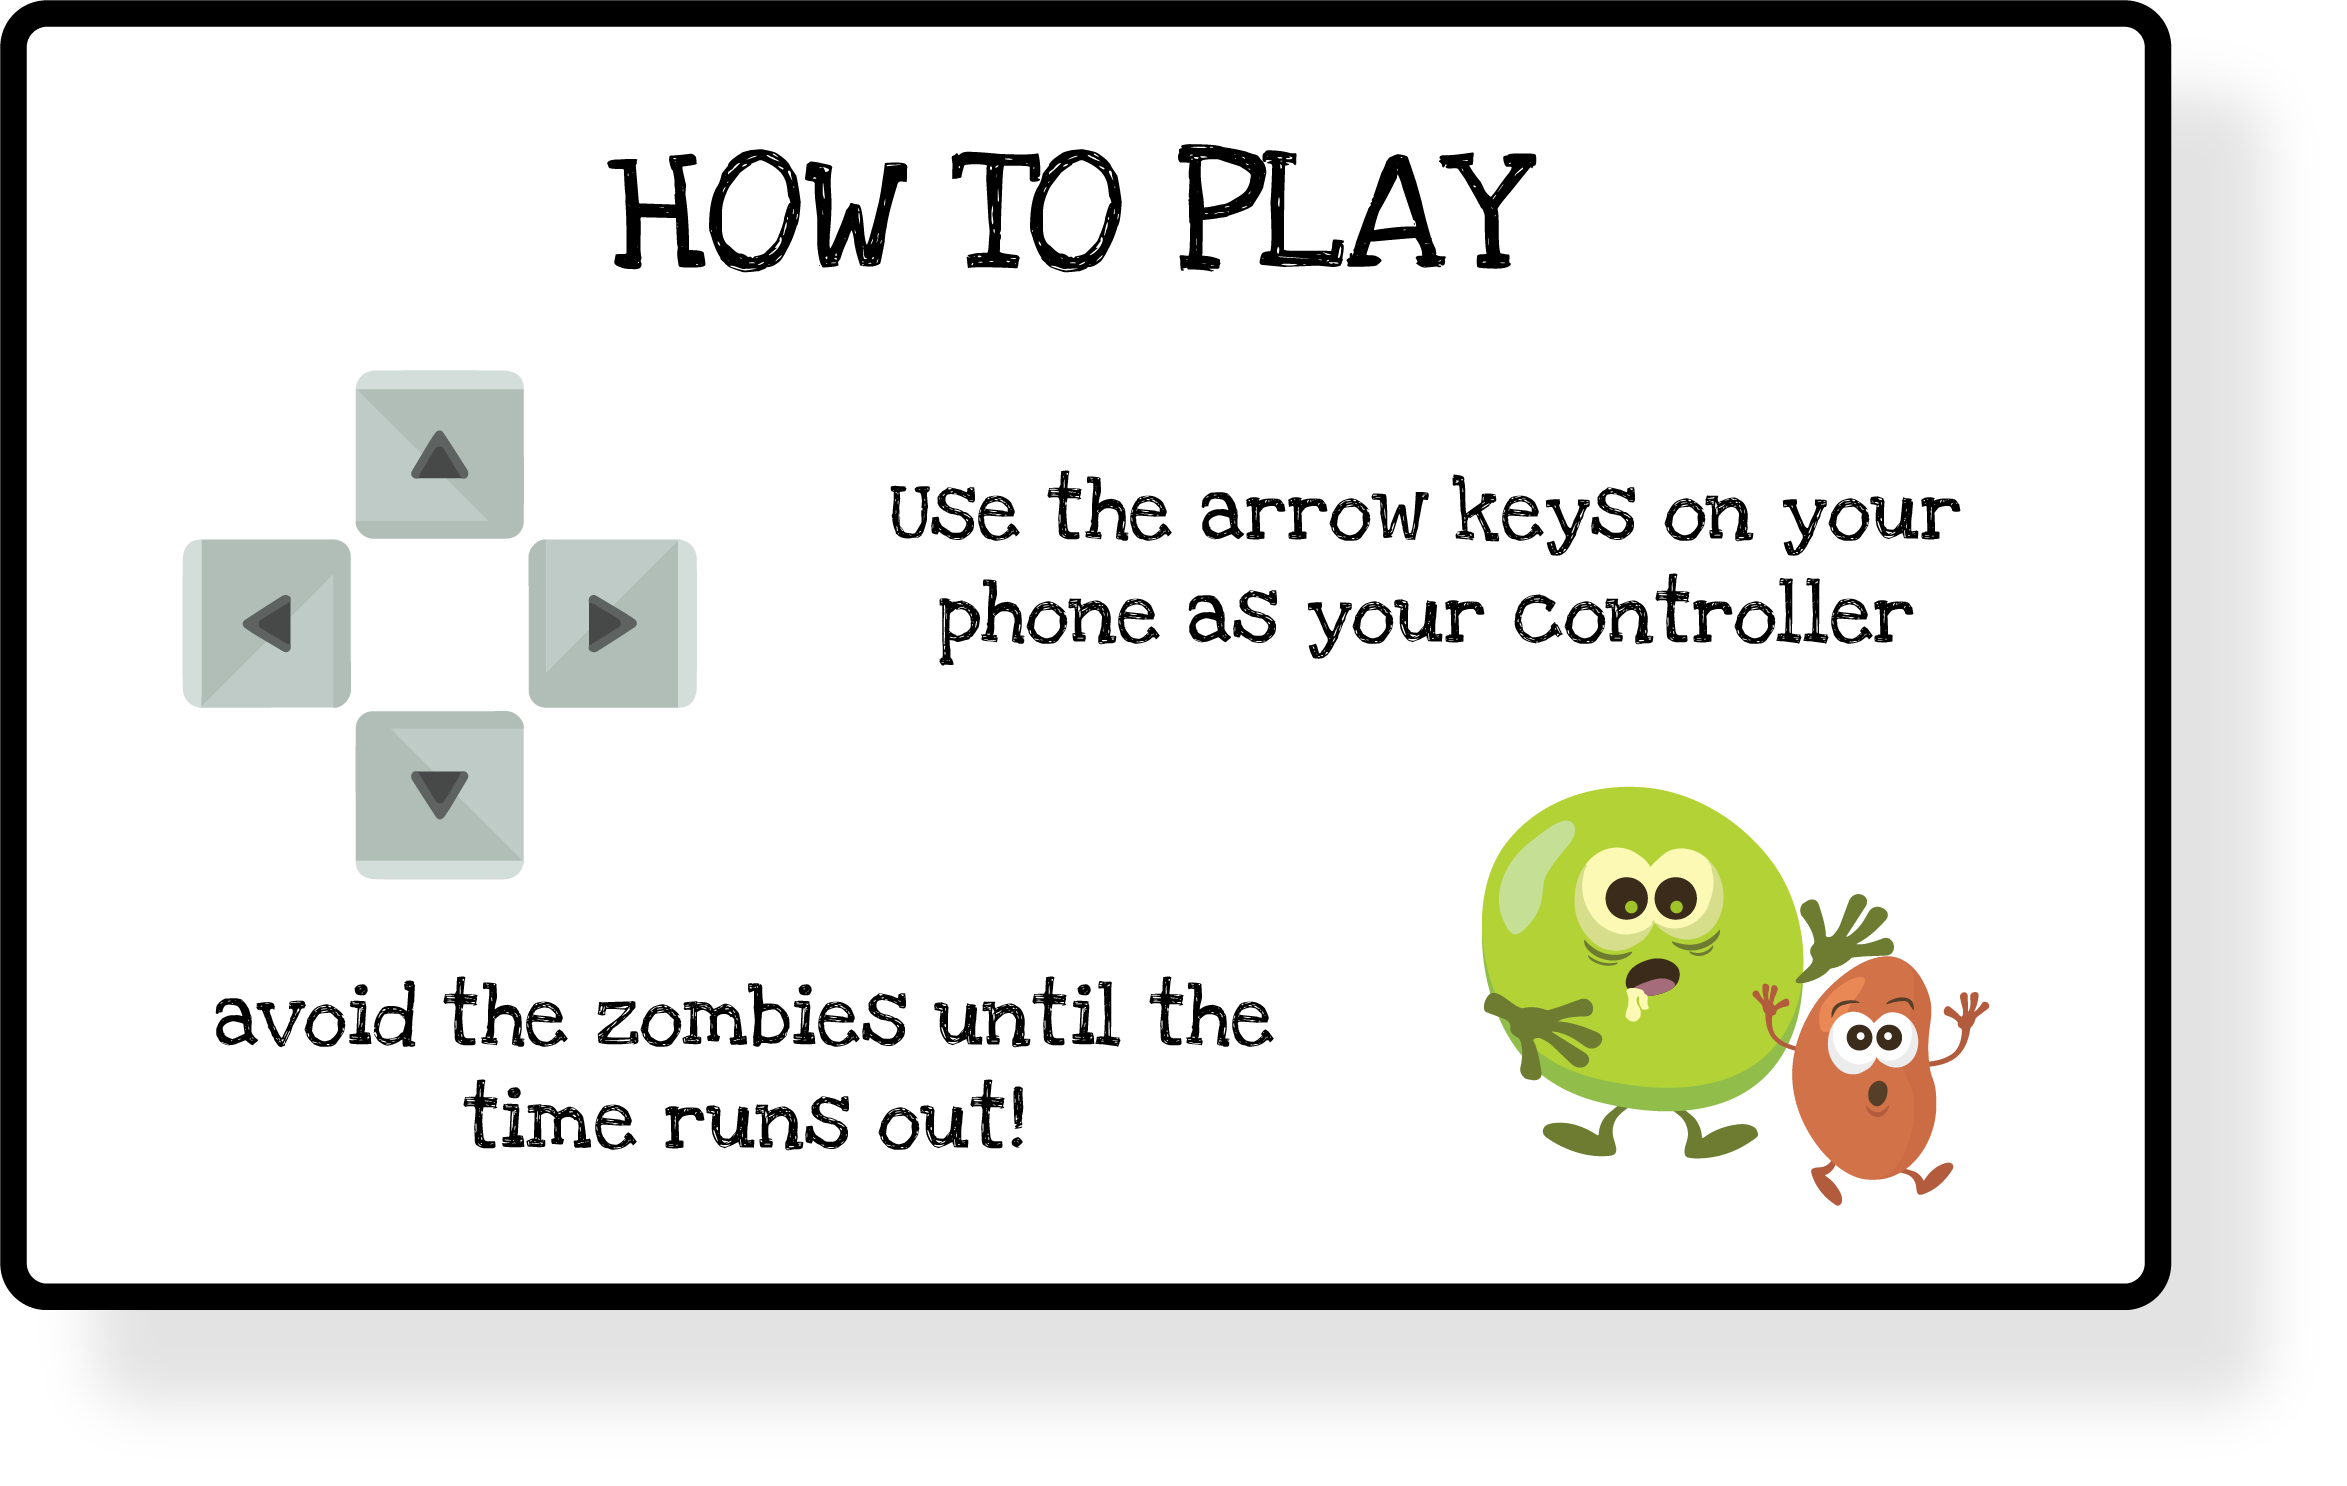 HOW TO PLAY
Use the arrow keys on your
phone as your controller
avoid the zombies until the
time runs out!